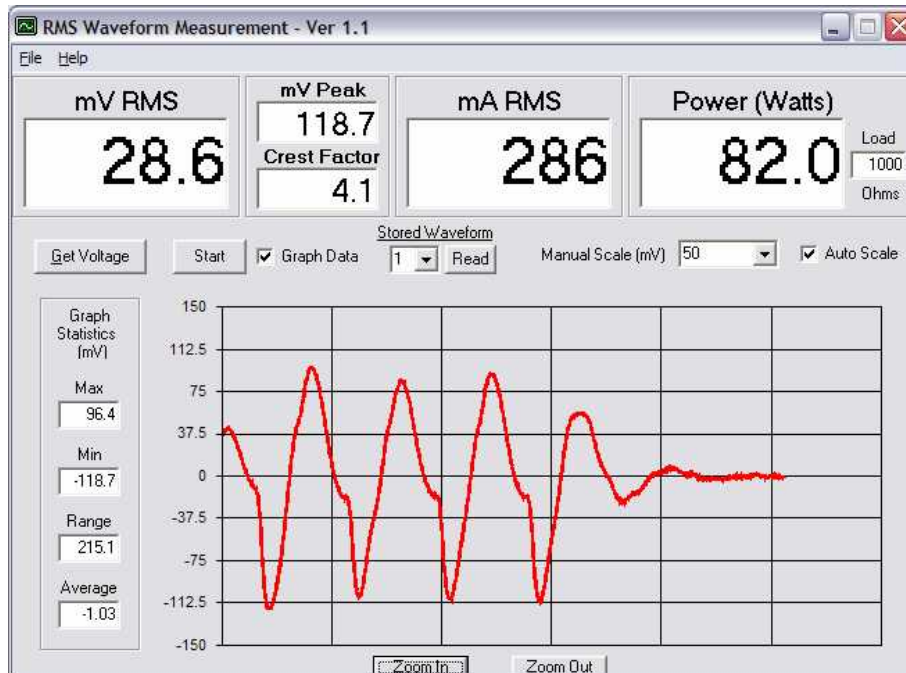 RMS Waveform Measurement - Ver 1.1
File Help
mV RMS
28.6
mV Peak
118.7
Crest Factor
4.1
mA RMS
286
Power (Watts)
82.0
Load
1000
Ohms
Get Voltage
Start
Graph Data
Stored Waveform
1
Read
Manual Scale (mV)
50
Auto Scale
Graph
Statistics
(mV)
Max
96.4
Min
-118.7
Range
215.1
Average
-1.03
150
112.5
75
37.5
0
-37.5
-75
-112.5
-150
Zoom In
Zoom Out